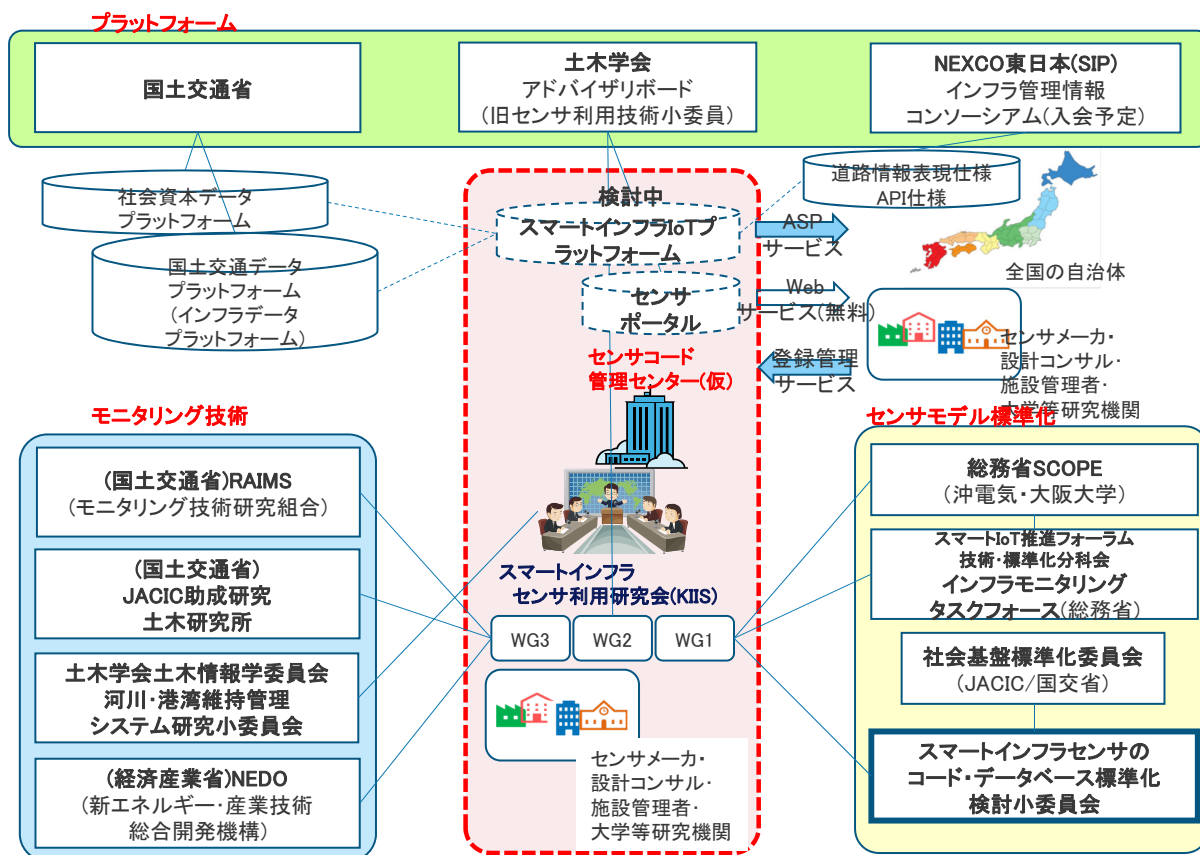 プラットフォーム
国土交通省
土木学会
アドバイザリボード
(旧センサ利用技術小委員)
NEXCO東日本(SIP)
インフラ管理情報
コンソーシアム(入会予定)
社会資本データ
プラットフォーム
国土交通データ
プラットフォーム
(インフラデータ
プラットフォーム)
検討中
スマートインフラIoTプ
ラットフォーム
センサ
ポータル
道路情報表現仕様
API仕様
ASP
サービス
全国の自治体
Web
サービス(無料)
登録管理
サービス
センサメーカ・
設計コンサル・
施設管理者・
大学等研究機関
センサコード
管理センター(仮)
スマートインフラ
センサ利用研究会(KIIS)
WG3
WG2
WG1
センサメーカ・
設計コンサル・
施設管理者・
大学等研究機関
モニタリング技術
(国土交通省)RAIMS
(モニタリング技術研究組合)
(国土交通省)
JACIC助成研究
土木研究所
土木学会土木情報学委員会
河川・港湾維持管理
システム研究小委員会
(経済産業省)NEDO
(新エネルギー・産業技術
総合開発機構)
センサモデル標準化
総務省SCOPE
(沖電気・大阪大学)
スマートIoT推進フォーラム
技術・標準化分科会
インフラモニタリング
タスクフォース(総務省)
社会基盤標準化委員会
(JACIC/国交省)
スマートインフラセンサの
コード・データベース標準化
検討小委員会